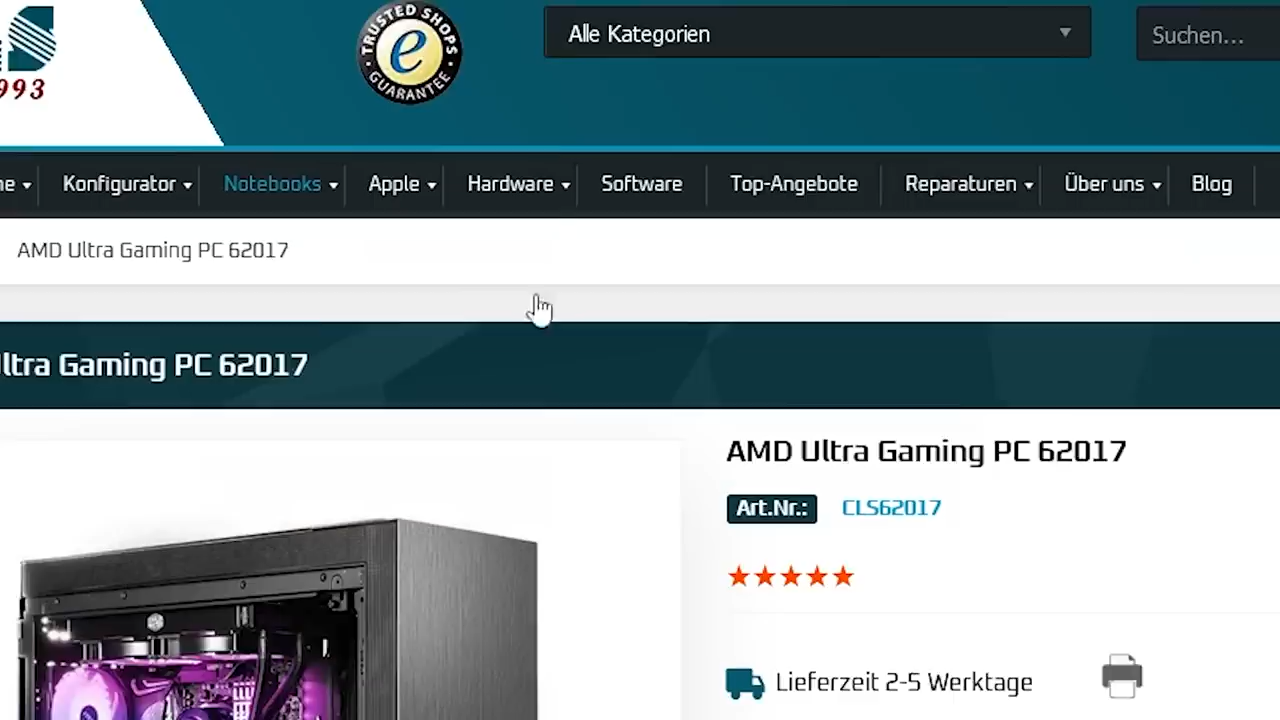 993
TRUSTED SHOPS
e
GUARANTEE
Alle Kategorien
Suchen...
Konfigurator
Notebooks
Apple
Hardware
Software
Top-Angebote
Reparaturen
Über uns
Blog
AMD Ultra Gaming PC 62017
ltra Gaming PC 62017
AMD Ultra Gaming PC 62017
Art.Nr.: CLS62017
Lieferzeit 2-5 Werktage